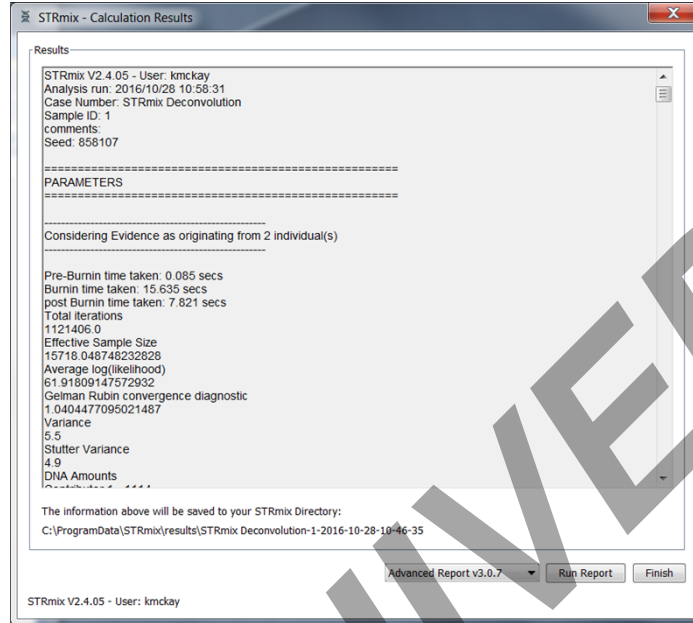 STRmix - Calculation Results
Results
STRmix V2.4.05 - User: kmckay
Analysis run: 2016/10/28 10:58:31
Case Number: STRmix Deconvolution
Sample ID: 1
comments:
Seed: 858107
=====================================================
PARAMETERS
=====================================================
-----------------------------------------------------
Considering Evidence as originating from 2 individual(s)
-----------------------------------------------------
Pre-Burnin time taken: 0.085 secs
Burnin time taken: 15.635 secs
post Burnin time taken: 7.821 secs
Total iterations
1121406.0
Effective Sample Size
15718.048748232828
Average log(likelihood)
61.91809147572932
Gelman Rubin convergence diagnostic
1.0404477095021487
Variance
5.5
Stutter Variance
4.9
DNA Amounts
The information above will be saved to your STRmix Directory:
C:\ProgramData\STRmix\results\STRmix Deconvolution-1-2016-10-28-10-46-35
Advanced Report v3.0.7 Run Report Finish
STRmix V2.4.05 - User: kmckay